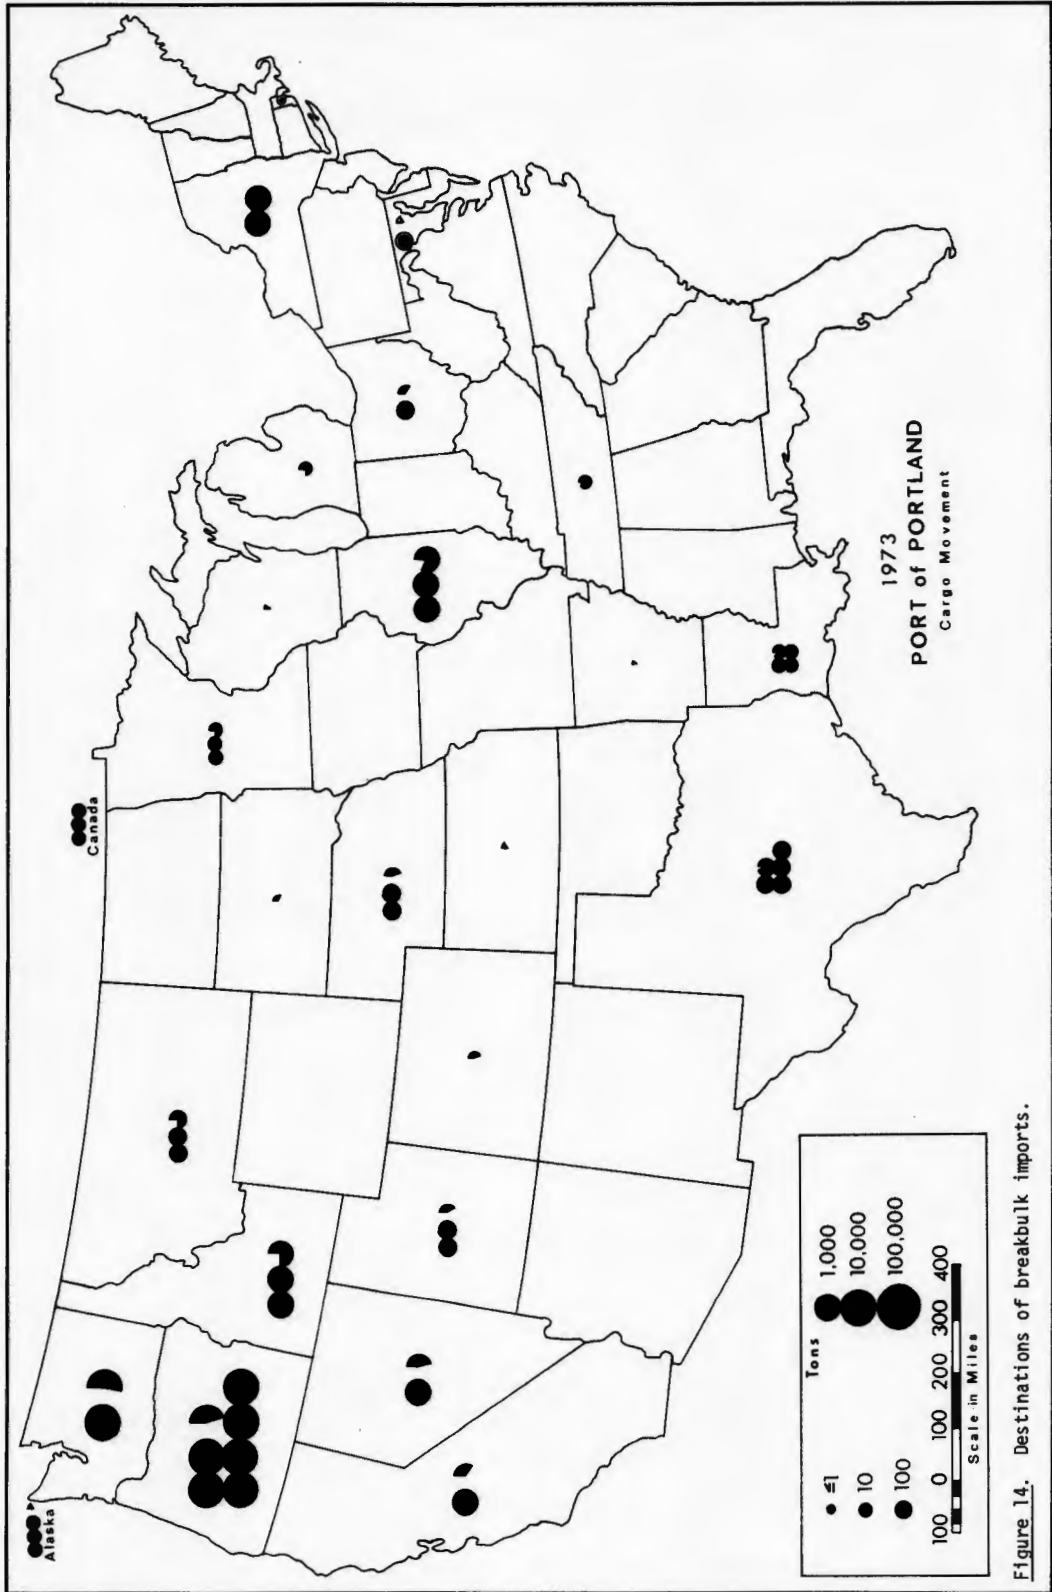 Alaska
Canada
1973
PORT of PORTLAND
Cargo Movement
Tons
≤1
10
100
1,000
10,000
100,000
100 0 100 200 300 400
Scale in Miles
Figure 14. Destinations of breakbulk imports.